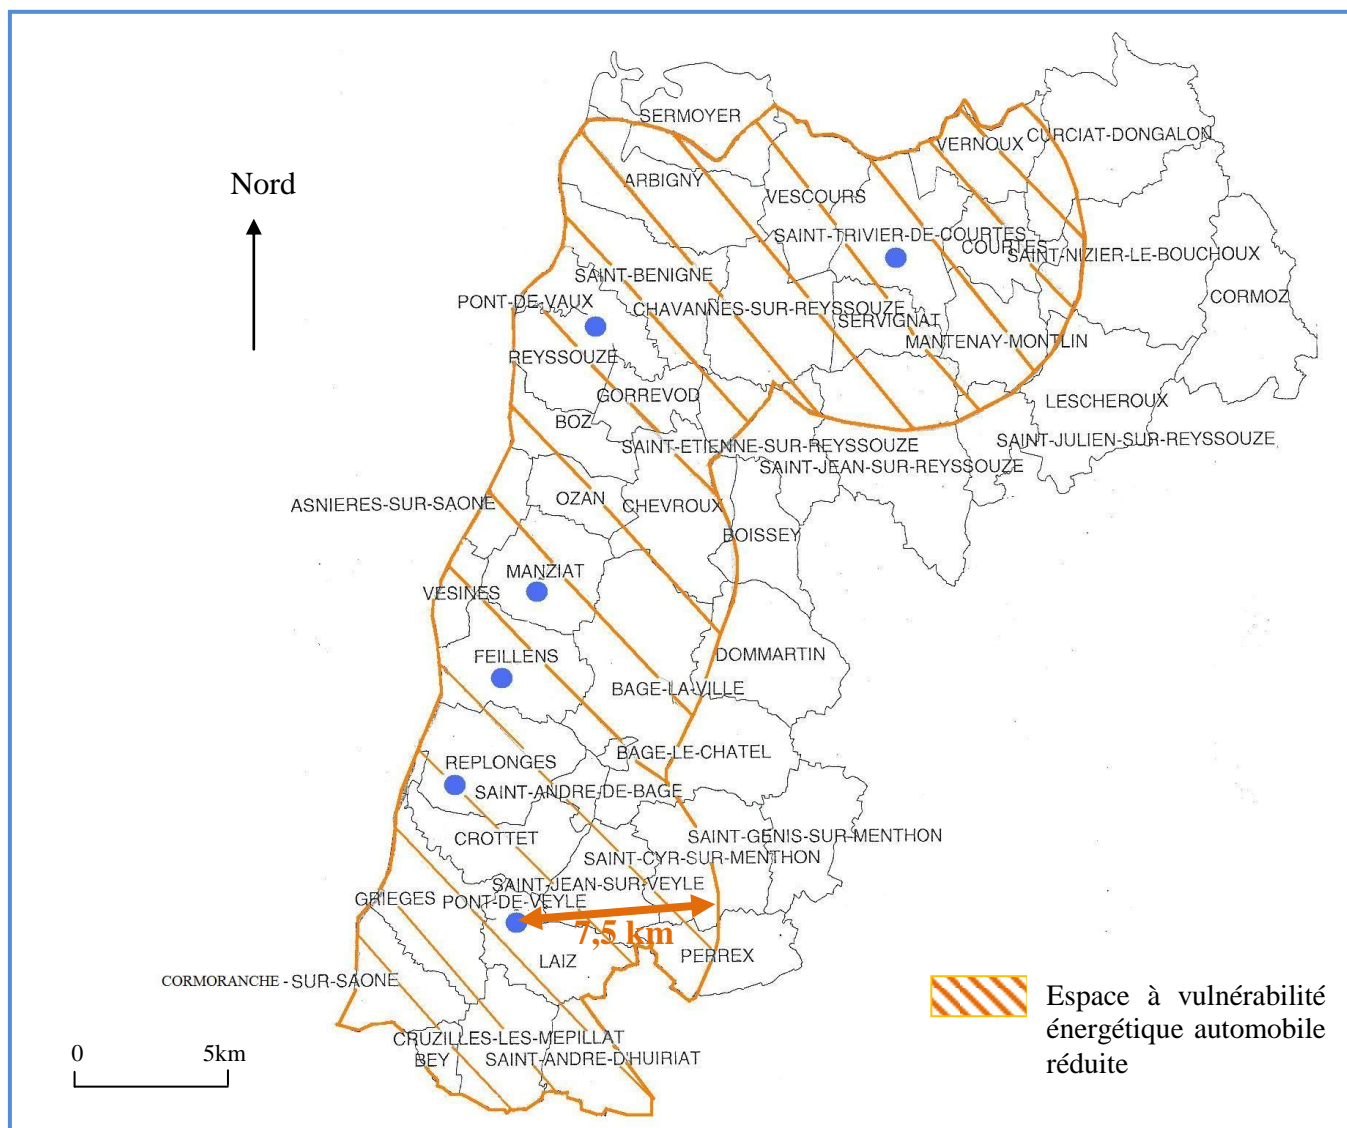 SERMOYER
CURCIAT-DONGALON
VERNOUX
Nord
ARBIGNY
VESCOURS
SAINT-TRIVIER-DE-COURTES
COURTES
SAINT-NIZIER-LE-BOUCHOUX
SAINT-BENIGNE
CORMOZ
PONT-DE-VAUX
CHAVANNES-SUR-REYSSOUZE
SERVIGNAT
MANTENAY-MONTLIN
REYSSOUZE
GORREVOD
LESCHEROUX
BOZ
SAINT-ETIENNE-SUR-REYSSOUZE
SAINT-JULIEN-SUR-REYSSOUZE
SAINT-JEAN-SUR-REYSSOUZE
ASNIERES-SUR-SAONE
OZAN
CHEVROUX
BOISSEY
MANZIAT
VESINES
FEILLENS
DOMMARTIN
BAGE-LA-VILLE
BAGE-LE-CHATEL
REPLONGES
SAINT-ANDRE-DE-BAGE
CROTTET
SAINT-GENIS-SUR-MENTHON
SAINT-CYR-SUR-MENTHON
SAINT-JEAN-SUR-VEYLE
GRIEGES
PONT-DE-VEYLE
7,5 km
LAIZ
PERREX
CORMORANCHE - SUR-SAONE
CRUZILLES-LES-MEPILLAT
BEY
SAINT-ANDRE-D'HUIRIAT
0 5km
Espace à vulnérabilité
énergétique automobile
réduite